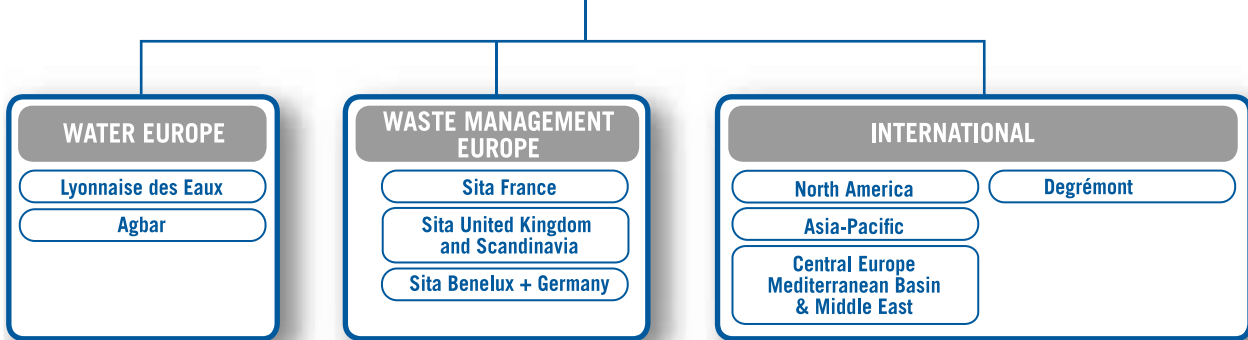 WATER EUROPE
Lyonnaise des Eaux
Agbar
WASTE MANAGEMENT
EUROPE
Sita France
Sita United Kingdom
and Scandinavia
Sita Benelux + Germany
INTERNATIONAL
North America
Asia-Pacific
Central Europe
Mediterranean Basin
& Middle East
Degrémont